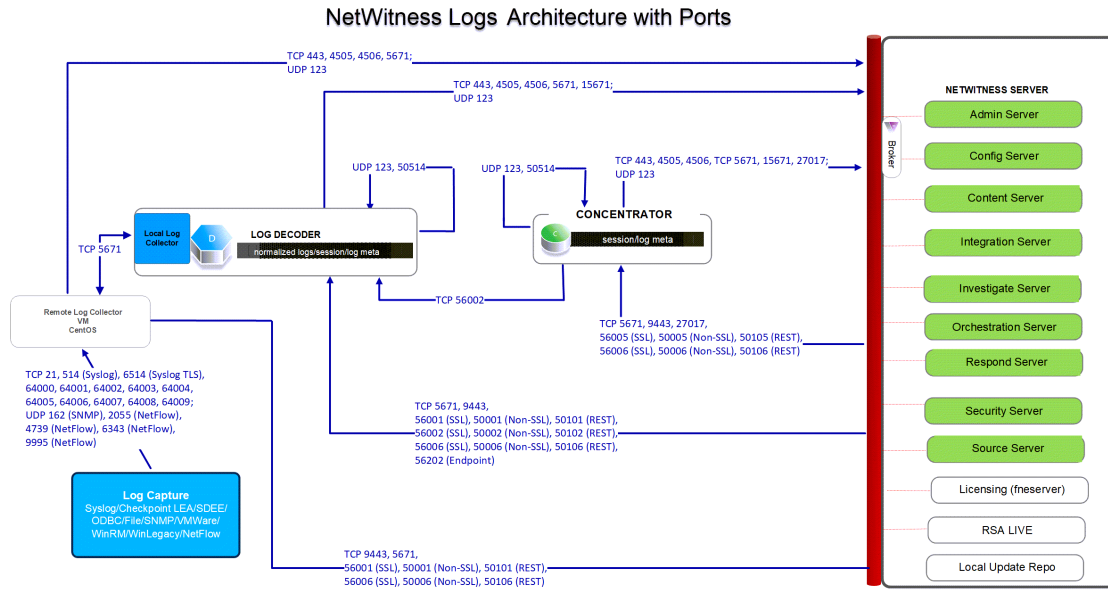 NetWitness Logs Architecture with Ports
TCP 443, 4505, 4506, 5671;
UDP 123
TCP 443, 4505, 4506, 5671, 15671;
UDP 123
NETWITNESS SERVER
Admin Server
Broker
Config Server
Content Server
Integration Server
Investigate Server
Orchestration Server
Respond Server
Security Server
Source Server
Licensing (fneserver)
RSA LIVE
Local Update Repo
UDP 123, 50514
UDP 123, 50514
TCP 443, 4505, 4506, TCP 5671, 15671, 27017;
UDP 123
Local Log
Collector
D
LOG DECODER
normalized logs/session/log meta
CONCENTRATOR
C
session/log meta
TCP 5671
TCP 56002
Remote Log Collector
VM
CentOS
TCP 5671, 9443, 27017,
56005 (SSL), 50005 (Non-SSL), 50105 (REST),
56006 (SSL), 50006 (Non-SSL), 50106 (REST)
TCP 21, 514 (Syslog), 6514 (Syslog TLS),
64000, 64001, 64002, 64003, 64004,
64005, 64006, 64007, 64008, 64009;
UDP 162 (SNMP), 2055 (NetFlow),
4739 (NetFlow), 6343 (NetFlow),
9995 (NetFlow)
TCP 5671, 9443,
56001 (SSL), 50001 (Non-SSL), 50101 (REST),
56002 (SSL), 50002 (Non-SSL), 50102 (REST),
56006 (SSL), 50006 (Non-SSL), 50106 (REST),
56202 (Endpoint)
Log Capture
Syslog/Checkpoint LEA/SDEE/
ODBC/File/SNMP/VMWare/
WinRM/WinLegacy/NetFlow
TCP 9443, 5671,
56001 (SSL), 50001 (Non-SSL), 50101 (REST),
56006 (SSL), 50006 (Non-SSL), 50106 (REST)